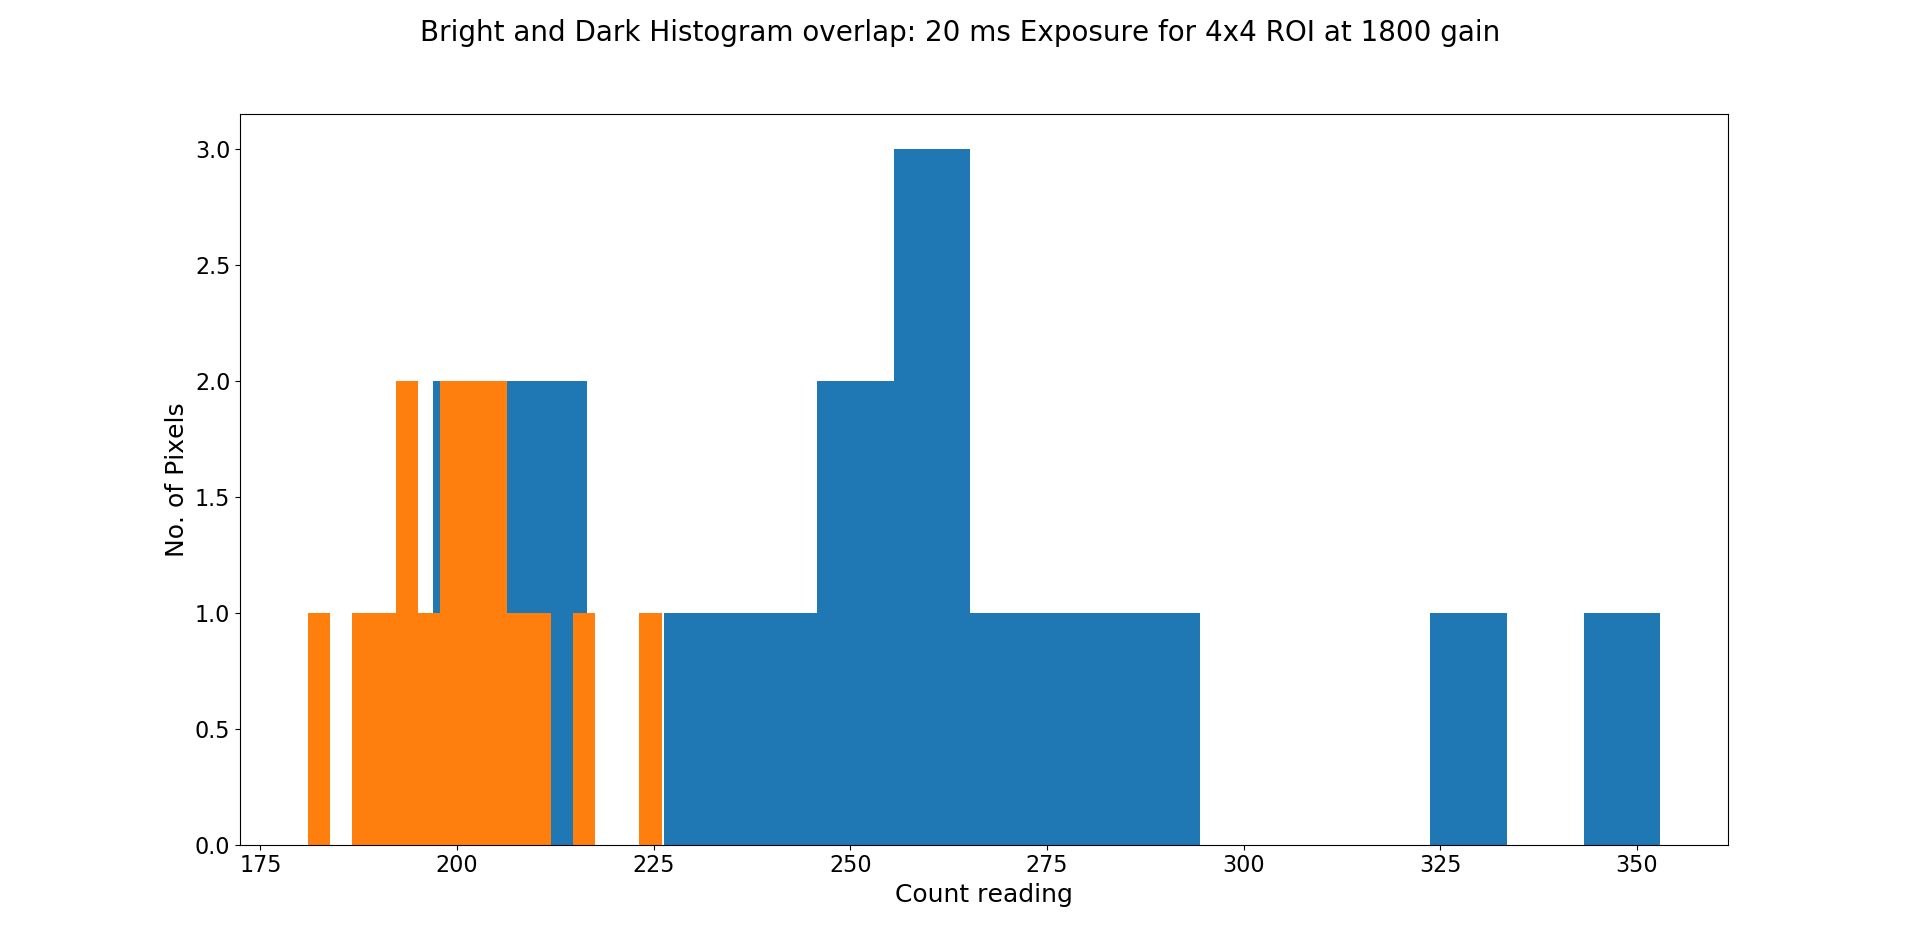 Bright and Dark Histogram overlap: 20 ms Exposure for 4x4 ROI at 1800 gain
3.0
2.5
2.0
1.5
1.0
0.5
0.0
No. of Pixels
175 200 225 250 275 300 325 350
Count reading